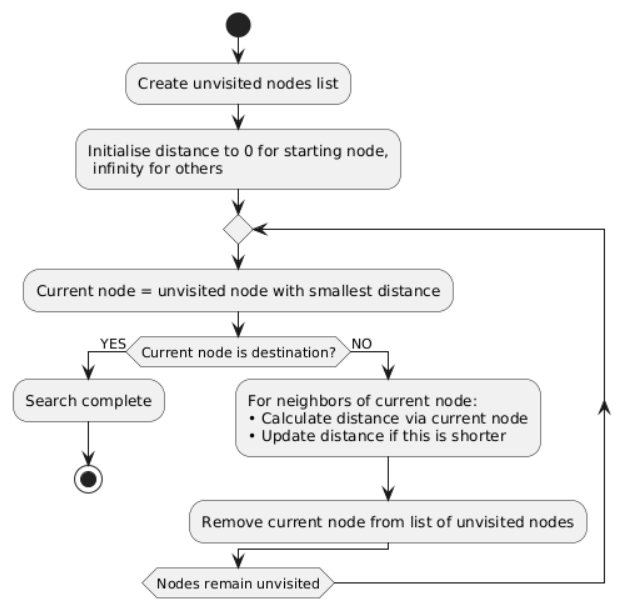 Create unvisited nodes list
Initialise distance to 0 for starting node,
infinity for others
Current node = unvisited node with smallest distance
YES
Current node is destination?
NO
Search complete
For neighbors of current node:
• Calculate distance via current node
• Update distance if this is shorter
Remove current node from list of unvisited nodes
Nodes remain unvisited